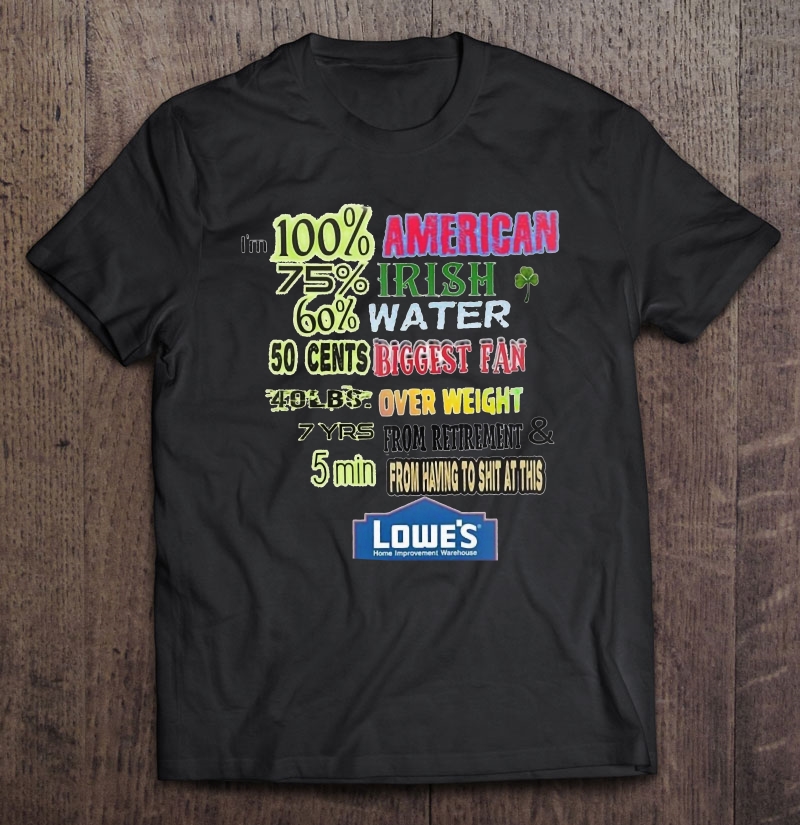 I'm 100% AMERICAN
75% IRISH
60% WATER
50 CENTS BIGGEST FAN
40LBS. OVER WEIGHT
7 YRS FROM RETIREMENT &
5 min FROM HAVING TO SHIT AT THIS
LOWE'S®
Home Improvement Warehouse